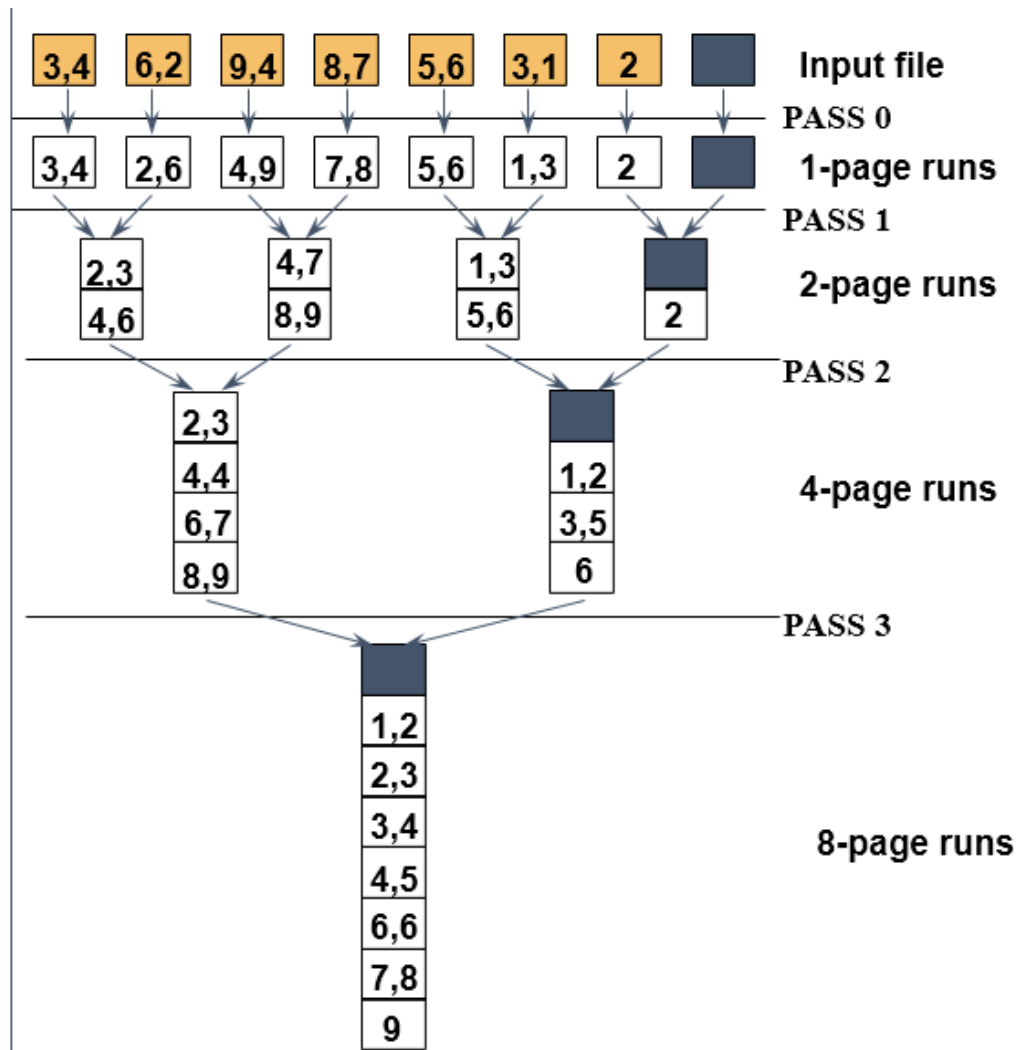 3,4 6,2 9,4 8,7 5,6 3,1 2 Input file
PASS 0
3,4 2,6 4,9 7,8 5,6 1,3 2 1-page runs
PASS 1
2,3 4,7 1,3
2-page runs
4,6 8,9 5,6 2
PASS 2
2,3
4,4 1,2
4-page runs
6,7 3,5
8,9 6
PASS 3
1,2
2,3
3,4
8-page runs
4,5
6,6
7,8
9